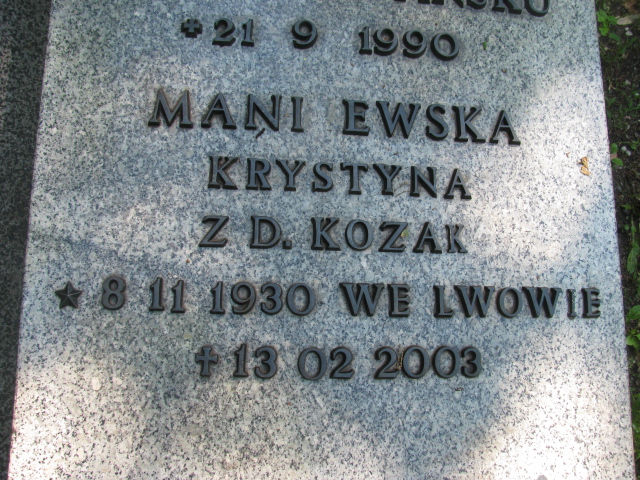 ✝21 9 1990
MANI EWSKA
KRYSTYNA
Z D. KOZAK
★ 8 11 1930 WE LWOWIE
✝13 02 2003